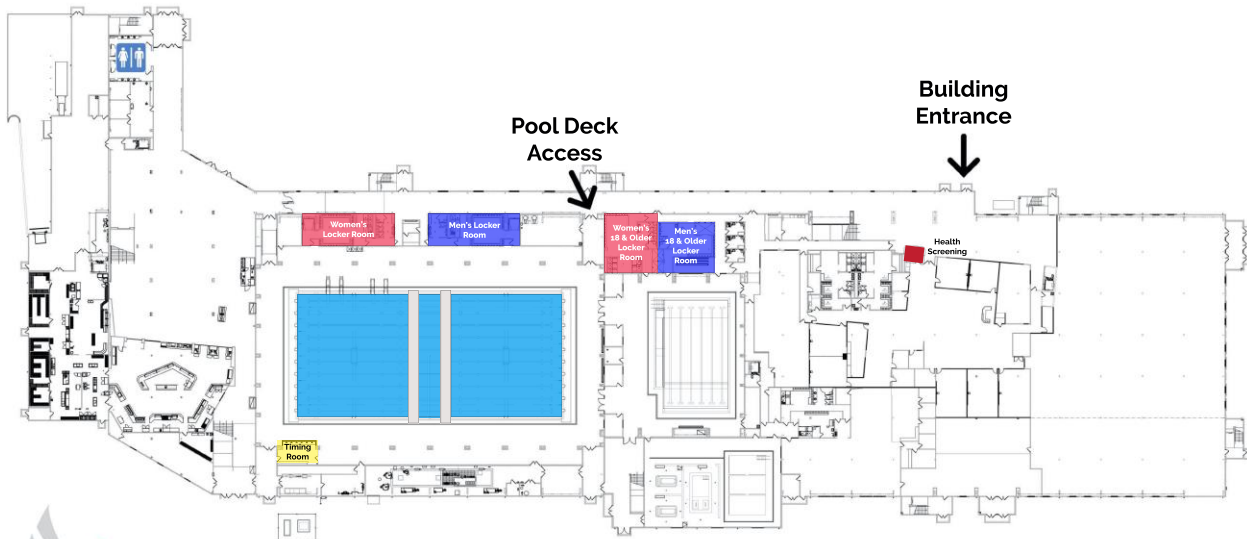 Building
Entrance
Pool Deck
Access
Women's
Locker Room
Men's Locker
Room
Women's
18 & Older
Locker
Room
Men's
18 & Older
Locker
Room
Health
Screening
Timing
Room